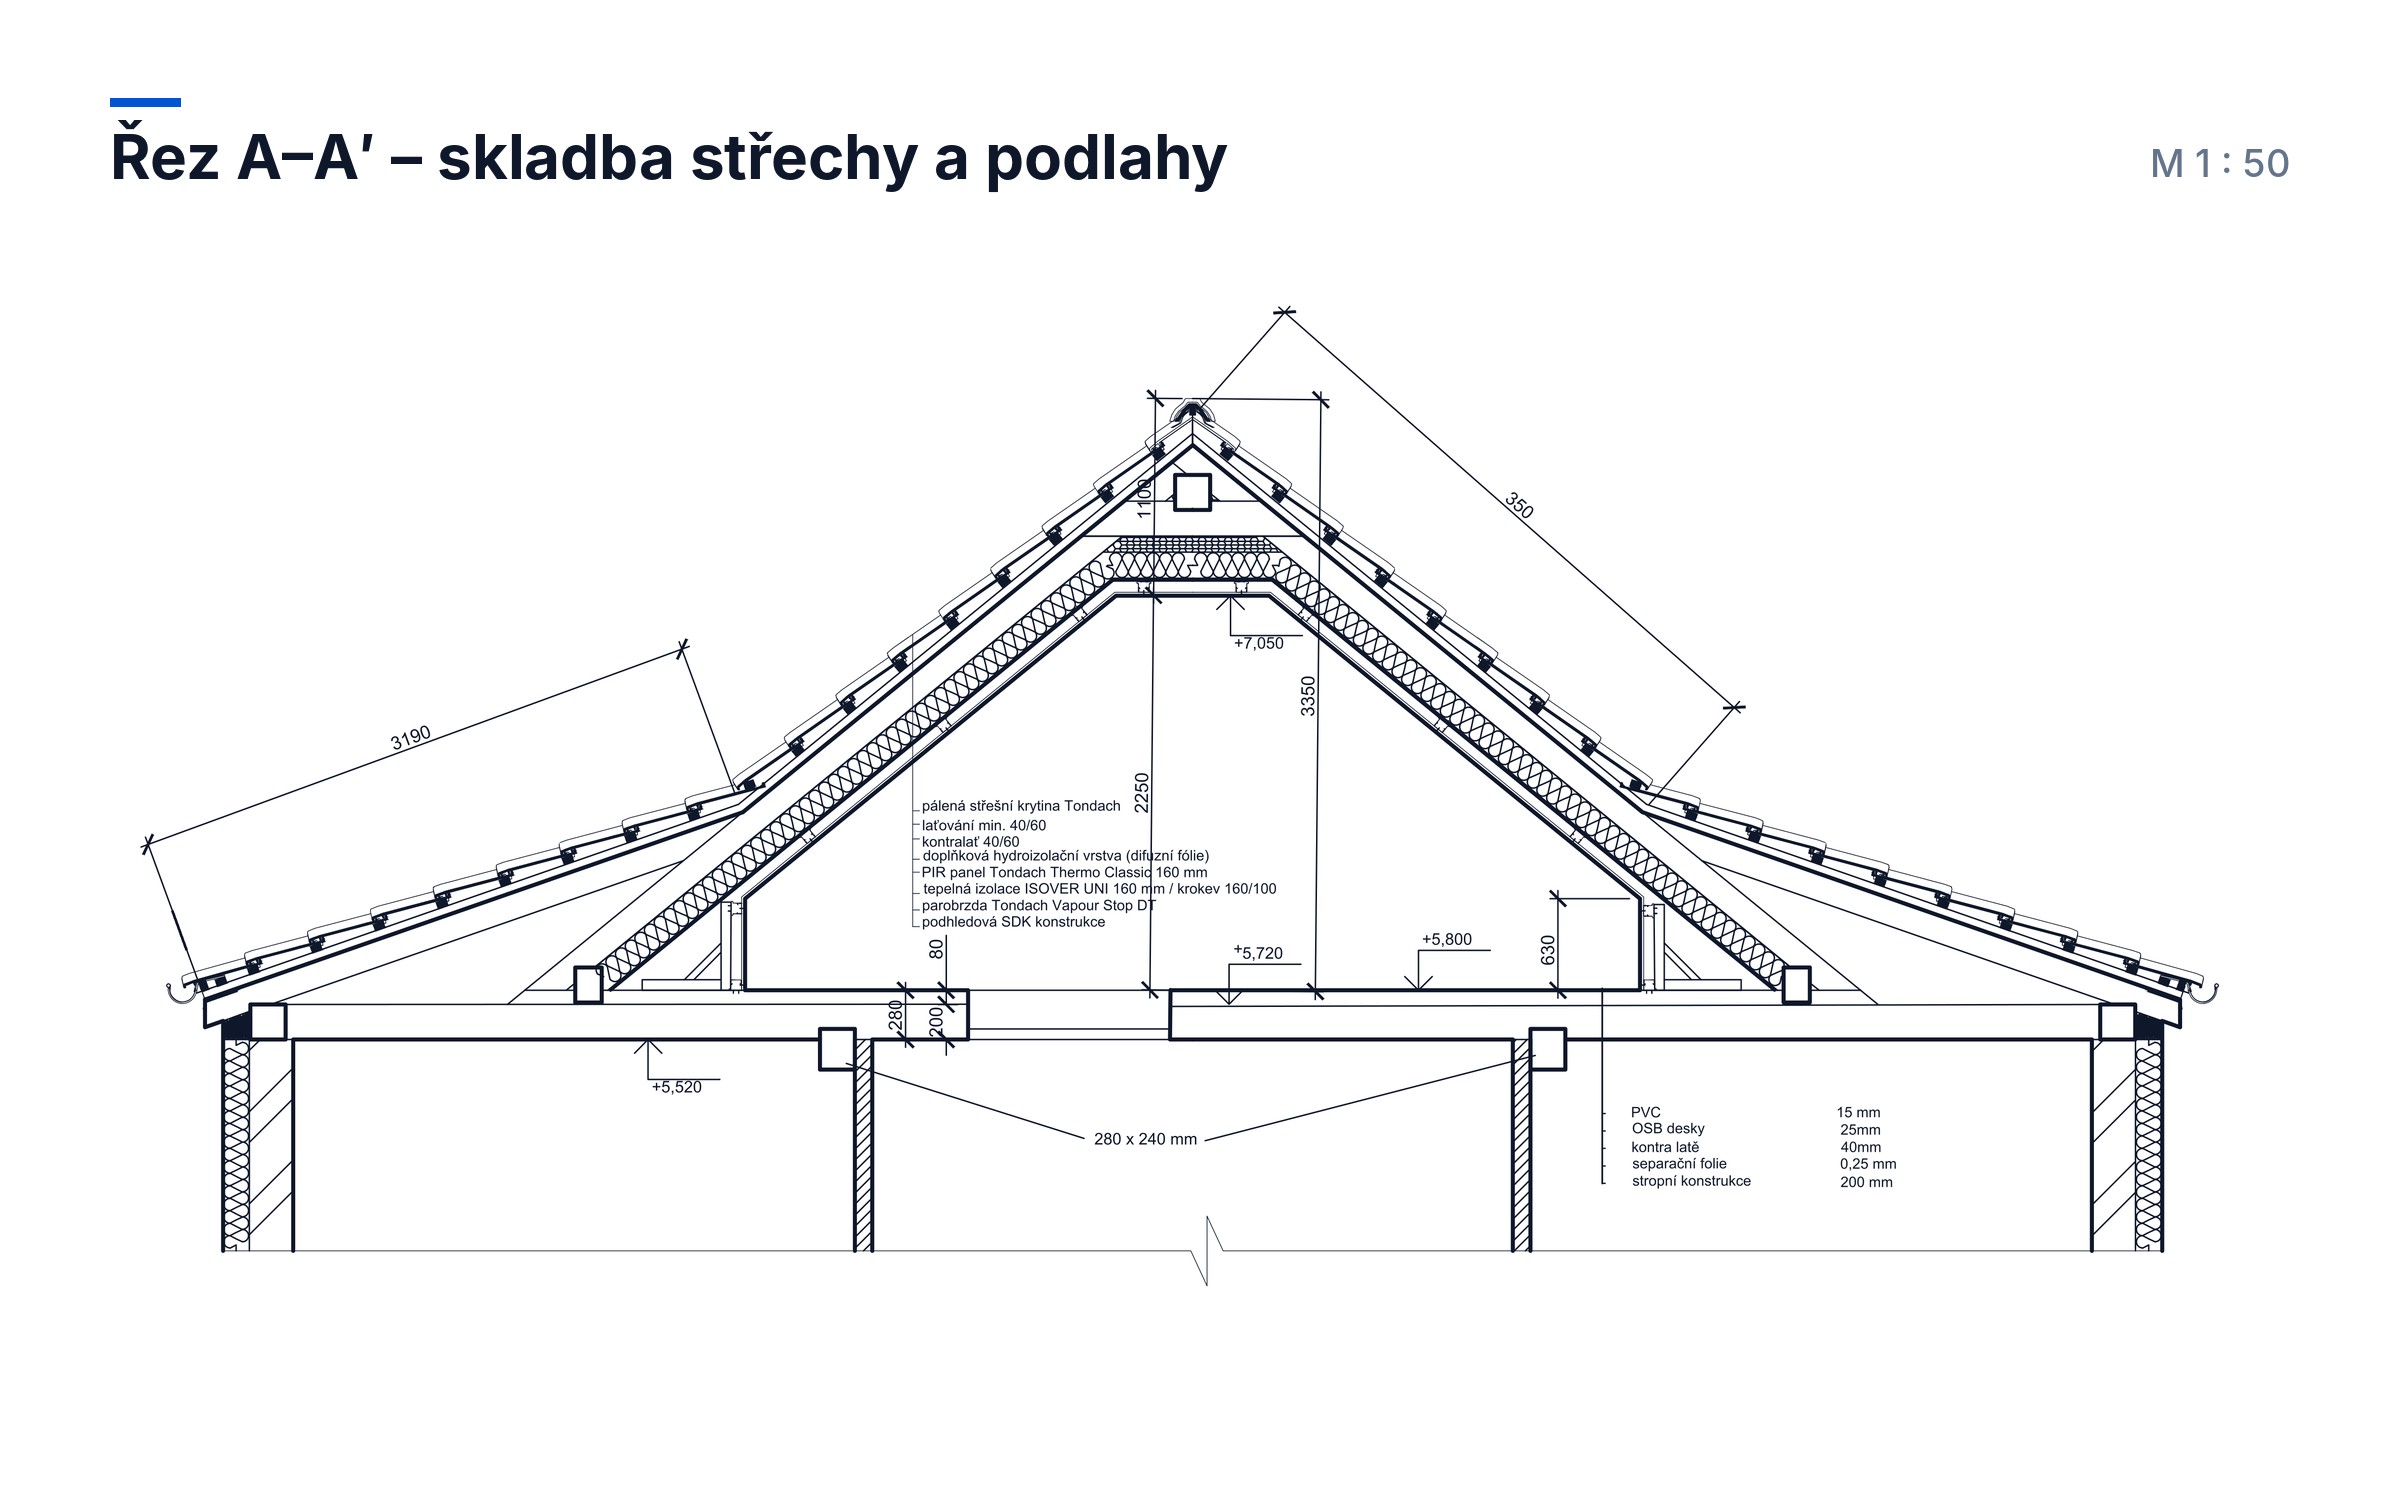 Řez A–A′ – skladba střechy a podlahy
M 1 : 50
350
1100
+7,050
3350
3190
2250
pálená střešní krytina Tondach
laťování min. 40/60
kontralať 40/60
doplňková hydroizolační vrstva (difuzní fólie)
PIR panel Tondach Thermo Classic 160 mm
tepelná izolace ISOVER UNI 160 mm / krokev 160/100
parobrzda Tondach Vapour Stop DT
podhledová SDK konstrukce
80
+5,720
+5,800
630
280
200
+5,520
280 x 240 mm
PVC 15 mm
OSB desky 25mm
kontra latě 40mm
separační folie 0,25 mm
stropní konstrukce 200 mm